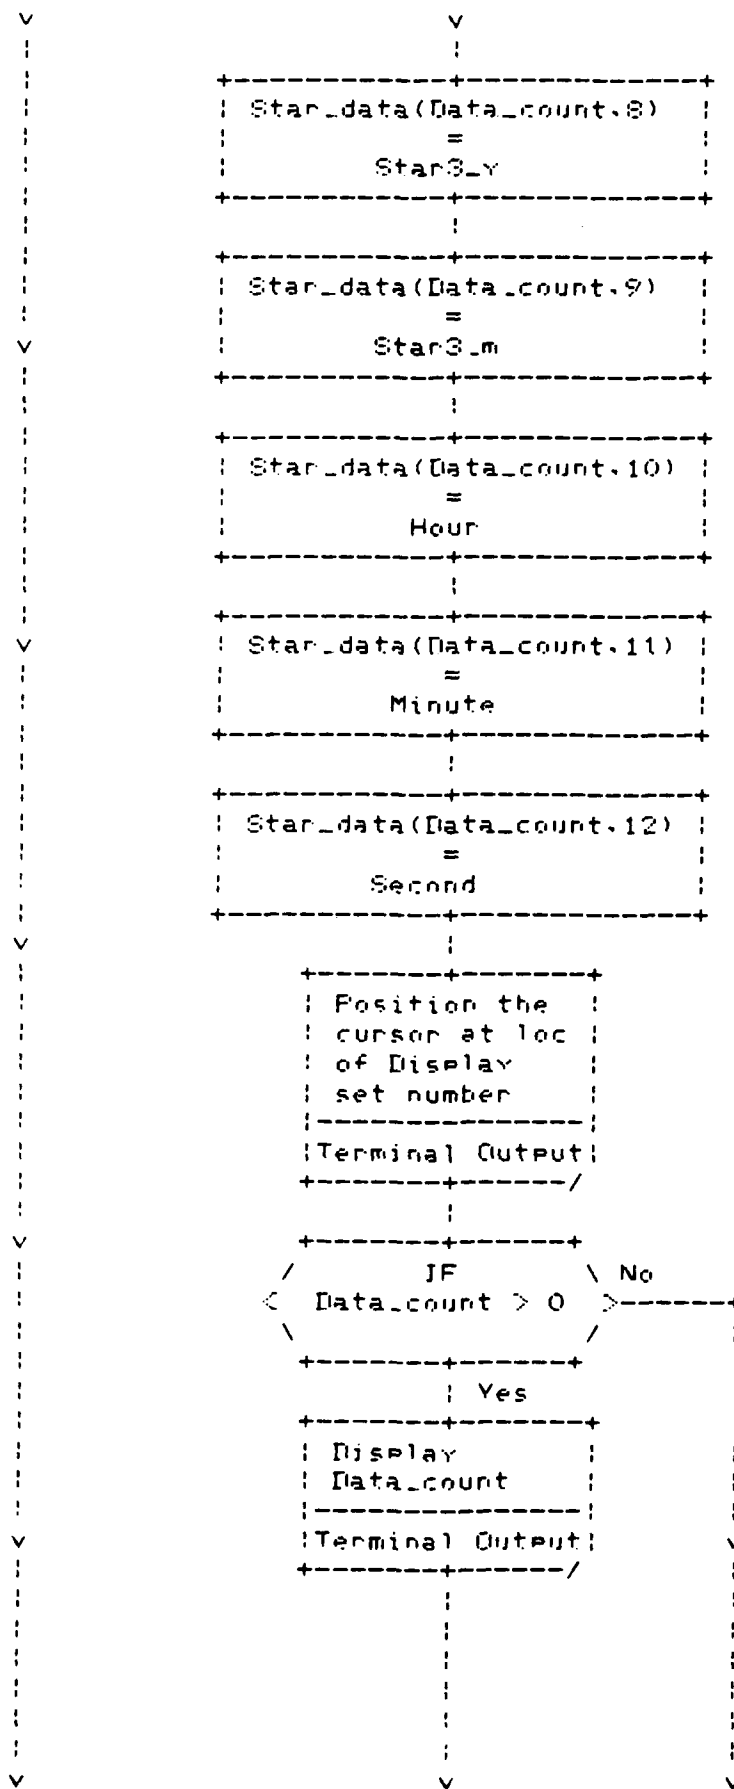 Star_data(Data_count,8)
=
Star3_y
Star_data(Data_count,9)
=
Star3_m
Star_data(Data_count,10)
=
Hour
Star_data(Data_count,11)
=
Minute
Star_data(Data_count,12)
=
Second
Position the
cursor at loc
of Display
set number
Terminal Output
IF
No
Data_count > 0
Yes
Display
Data_count
Terminal Output